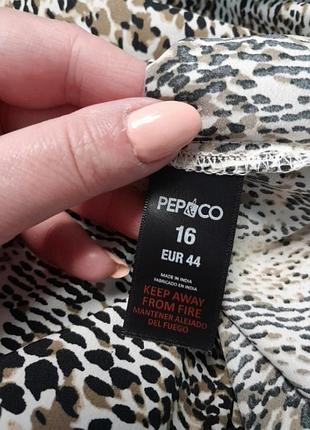 PEP&CO
16
EUR 44
MADE IN INDIA
FABRICADO EN INDIA
KEEP AWAY
FROM FIRE
MANTENER ALEJADO
DEL FUEGO